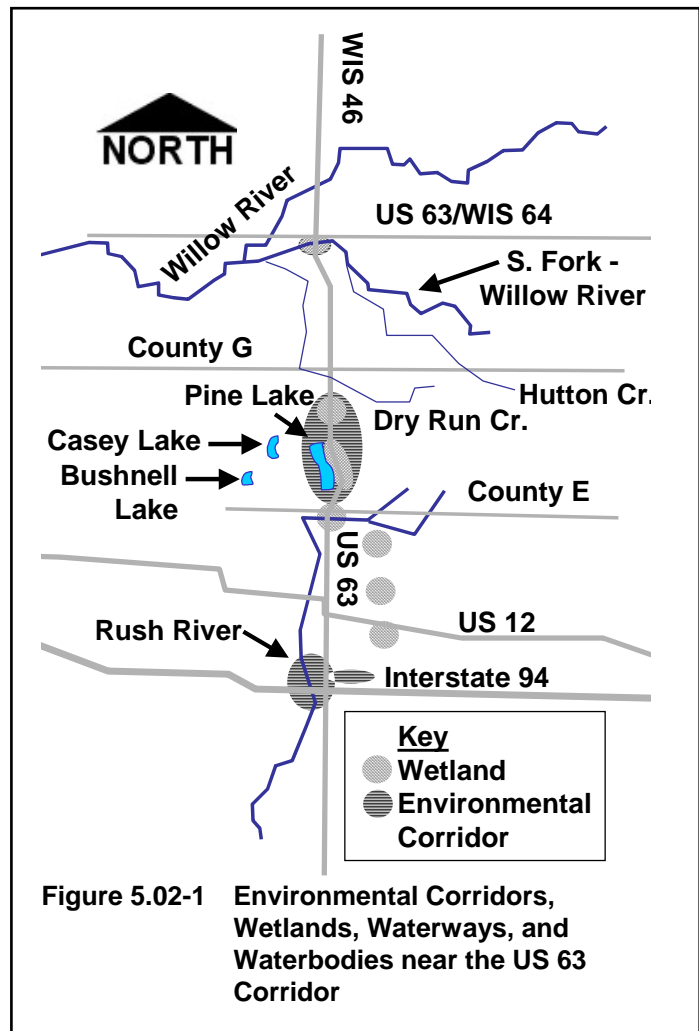 WIS 46
NORTH
Willow River
US 63/WIS 64
S. Fork -
Willow River
County G
Pine Lake
Hutton Cr.
Dry Run Cr.
Casey Lake
Bushnell
Lake
County E
US 63
US 12
Rush River
Interstate 94
Key
Wetland
Environmental
Corridor
Figure 5.02-1 Environmental Corridors,
Wetlands, Waterways, and
Waterbodies near the US 63
Corridor